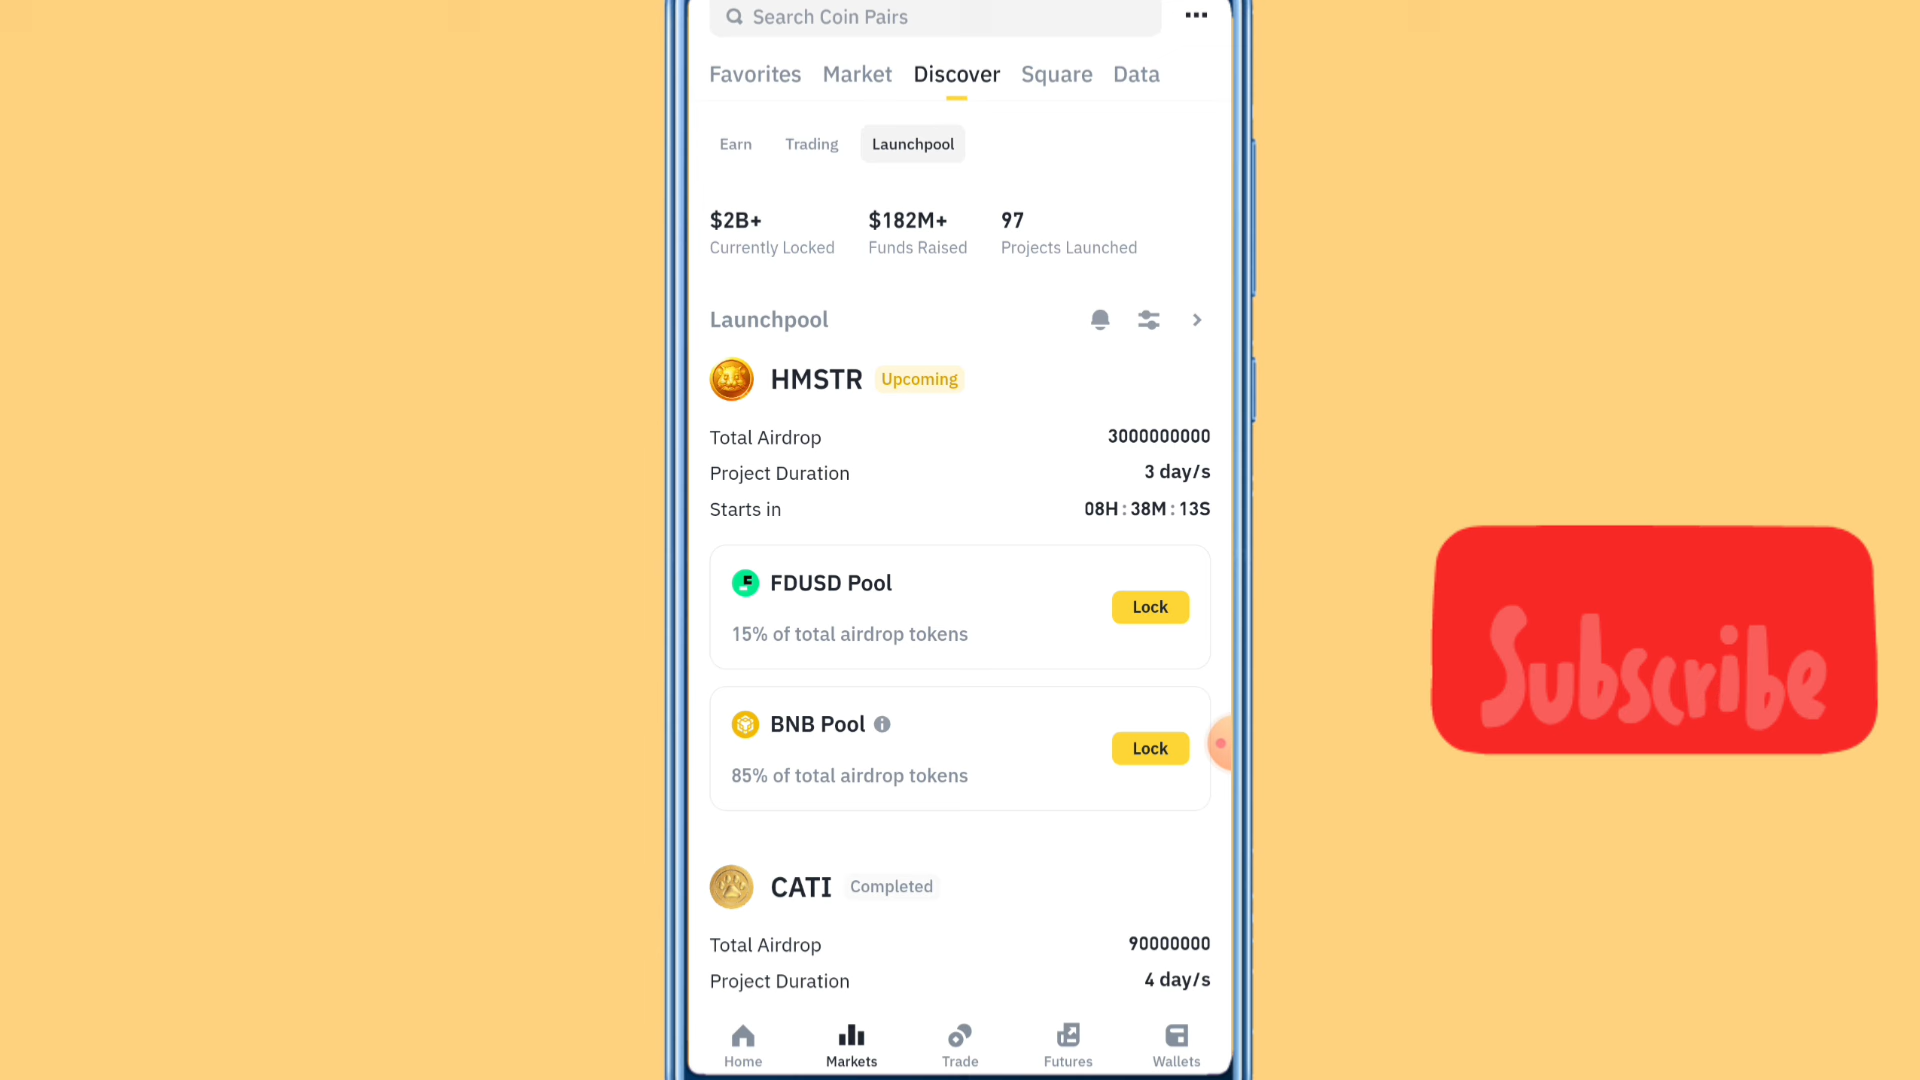 Search Coin Pairs
Favorites Market Discover Square Data
Earn Trading Launchpool
$2B+ $182M+ 97
Currently Locked Funds Raised Projects Launched
Launchpool
HMSTR Upcoming
Total Airdrop 3000000000
Project Duration 3 day/s
Starts in 08H : 38M : 13S
FDUSD Pool
Lock
15% of total airdrop tokens
BNB Pool
Lock
85% of total airdrop tokens
CATI Completed
Total Airdrop 90000000
Project Duration 4 day/s
Home Markets Trade Futures Wallets
Subscribe